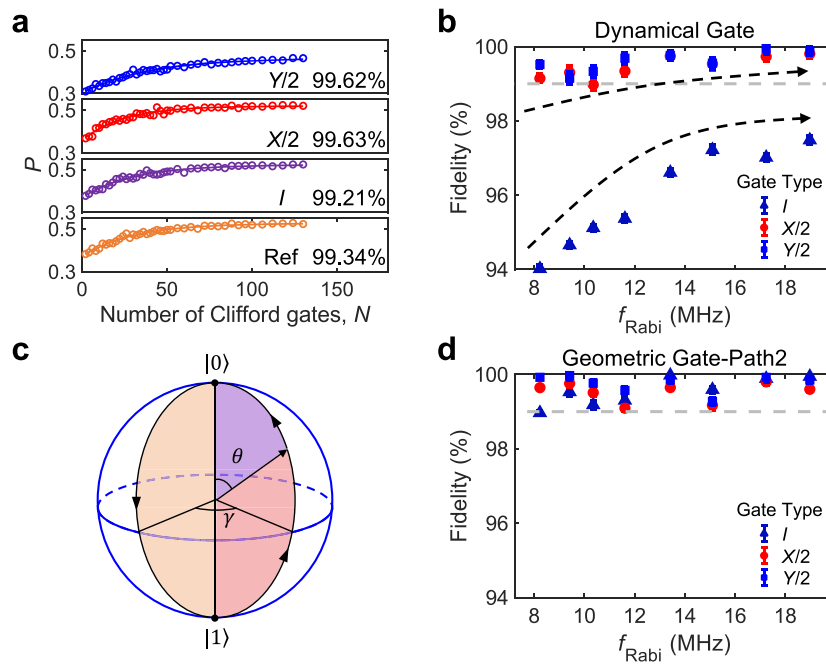 a
0.5
0.3
Y/2 99.62%
0.5
0.3
X/2 99.63%
0.5
0.3
I 99.21%
0.5
0.3
Ref 99.34%
P
0 50 100 150
Number of Clifford gates, N
b
Dynamical Gate
100
98
96
94
Fidelity (%)
Gate Type
I
X/2
Y/2
8 10 12 14 16 18
fRabi (MHz)
c
|0⟩
θ
γ
|1⟩
d
Geometric Gate-Path2
100
98
96
94
Fidelity (%)
Gate Type
I
X/2
Y/2
8 10 12 14 16 18
fRabi (MHz)